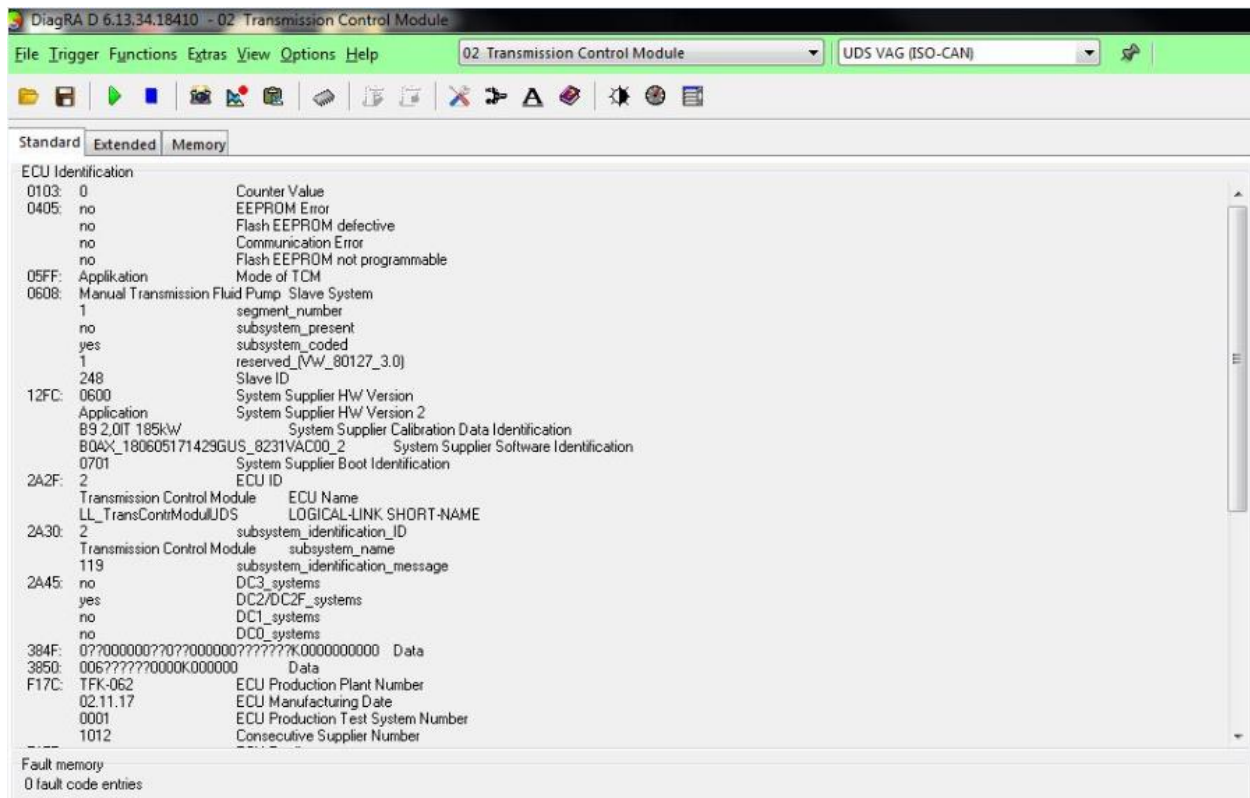 DiagRA D 6.13.34.18410 - 02 Transmission Control Module
File Trigger Functions Extras View Options Help 02 Transmission Control Module UDS VAG (ISO-CAN)
Standard Extended Memory
ECU Identification
0103: 0 Counter Value
0405: no EEPROM Error
no Flash EEPROM defective
no Communication Error
no Flash EEPROM not programmable
05FF: Applikation Mode of TCM
0608: Manual Transmission Fluid Pump Slave System
1 segment_number
no subsystem_present
yes subsystem_coded
1 reserved_(VW_80127_3.0)
248 Slave ID
12FC: 0600 System Supplier HW Version
Application System Supplier HW Version 2
B9 2,0lT 185kW System Supplier Calibration Data Identification
B0AX_180605171429GUS_8231VAC00_2 System Supplier Software Identification
0701 System Supplier Boot Identification
2A2F: 2 ECU ID
Transmission Control Module ECU Name
LL_TransContrModulUDS LOGICAL-LINK SHORT-NAME
2A30: 2 subsystem_identification_ID
Transmission Control Module subsystem_name
119 subsystem_identification_message
2A45: no DC3_systems
yes DC2/DC2F_systems
no DC1_systems
no DC0_systems
384F: 0??000000??0??000000???????K0000000000 Data
3850: 006??????0000K000000 Data
F17C: TFK-062 ECU Production Plant Number
02.11.17 ECU Manufacturing Date
0001 ECU Production Test System Number
1012 Consecutive Supplier Number
Fault memory
0 fault code entries